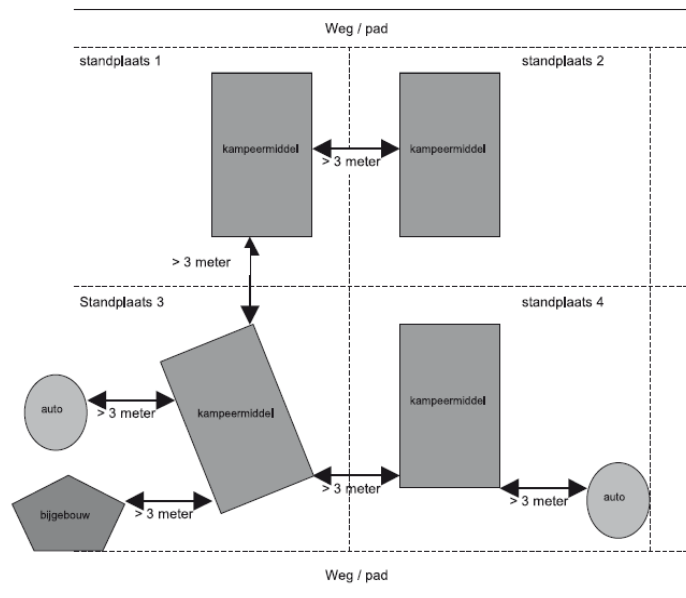 Weg / pad
standplaats 1
standplaats 2
kampeermiddel
kampeermiddel
> 3 meter
> 3 meter
Standplaats 3
standplaats 4
auto
> 3 meter
kampeermiddel
kampeermiddel
> 3 meter
> 3 meter
auto
bijgebouw
> 3 meter
Weg / pad